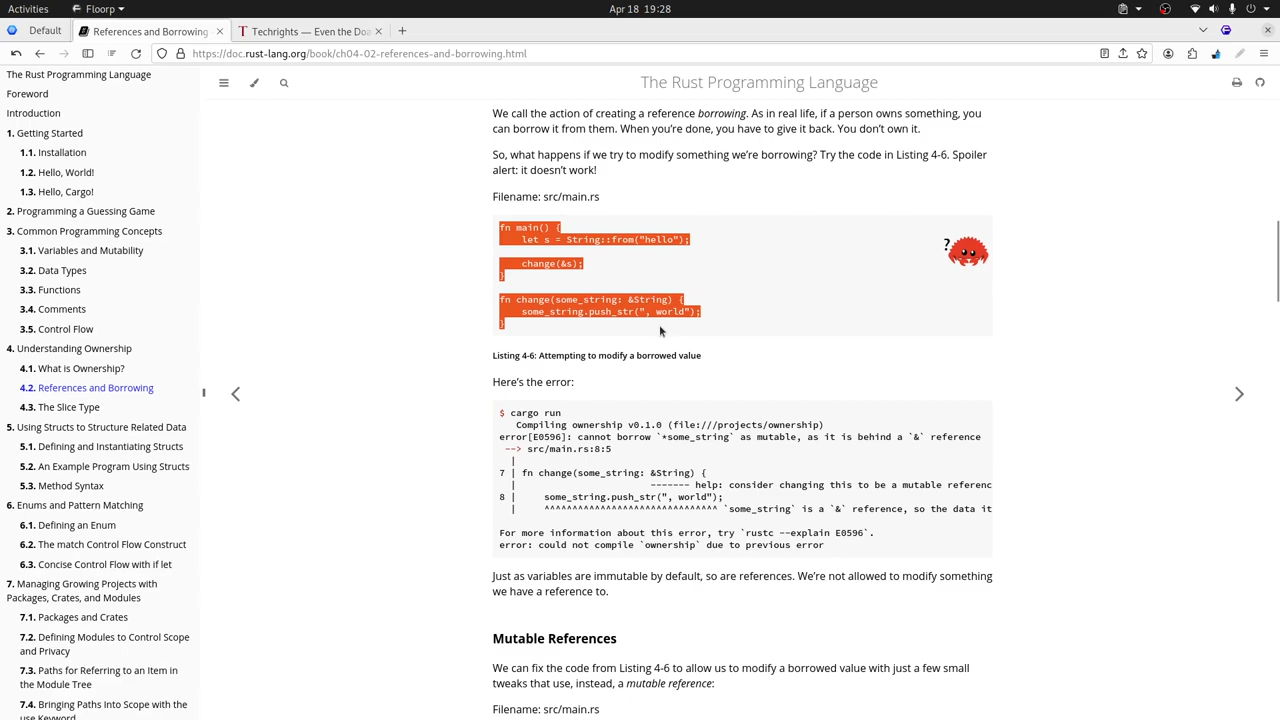 Activities
Floorp
Apr 18 19:28
Default
References and Borrowing
Techrights — Even the Doa
https://doc.rust-lang.org/book/ch04-02-references-and-borrowing.html
The Rust Programming Language
Foreword
Introduction
1. Getting Started
1.1. Installation
1.2. Hello, World!
1.3. Hello, Cargo!
2. Programming a Guessing Game
3. Common Programming Concepts
3.1. Variables and Mutability
3.2. Data Types
3.3. Functions
3.4. Comments
3.5. Control Flow
4. Understanding Ownership
4.1. What is Ownership?
4.2. References and Borrowing
4.3. The Slice Type
5. Using Structs to Structure Related Data
5.1. Defining and Instantiating Structs
5.2. An Example Program Using Structs
5.3. Method Syntax
6. Enums and Pattern Matching
6.1. Defining an Enum
6.2. The match Control Flow Construct
6.3. Concise Control Flow with if let
7. Managing Growing Projects with
Packages, Crates, and Modules
7.1. Packages and Crates
7.2. Defining Modules to Control Scope
and Privacy
7.3. Paths for Referring to an Item in
the Module Tree
7.4. Bringing Paths Into Scope with the
use Keyword
The Rust Programming Language
We call the action of creating a reference borrowing. As in real life, if a person owns something, you
can borrow it from them. When you’re done, you have to give it back. You don’t own it.
So, what happens if we try to modify something we’re borrowing? Try the code in Listing 4-6. Spoiler
alert: it doesn’t work!
Filename: src/main.rs
fn main() {
    let s = String::from("hello");
    change(&s);
}
fn change(some_string: &String) {
    some_string.push_str(", world");
}
?
Listing 4-6: Attempting to modify a borrowed value
Here’s the error:
$ cargo run
   Compiling ownership v0.1.0 (file:///projects/ownership)
error[E0596]: cannot borrow `*some_string` as mutable, as it is behind a `&` reference
 --> src/main.rs:8:5
  |
7 | fn change(some_string: &String) {
  |                        ------- help: consider changing this to be a mutable referenc
8 |     some_string.push_str(", world");
  |     ^^^^^^^^^^^^^^^^^^^^^^^^^^^^^^^ `some_string` is a `&` reference, so the data it
For more information about this error, try `rustc --explain E0596`.
error: could not compile `ownership` due to previous error
Just as variables are immutable by default, so are references. We’re not allowed to modify something
we have a reference to.
Mutable References
We can fix the code from Listing 4-6 to allow us to modify a borrowed value with just a few small
tweaks that use, instead, a mutable reference:
Filename: src/main.rs